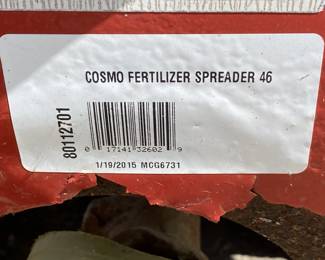 COSMO FERTILIZER SPREADER 46
80112701
0 17141 32602 9
1/19/2015 MCG6731